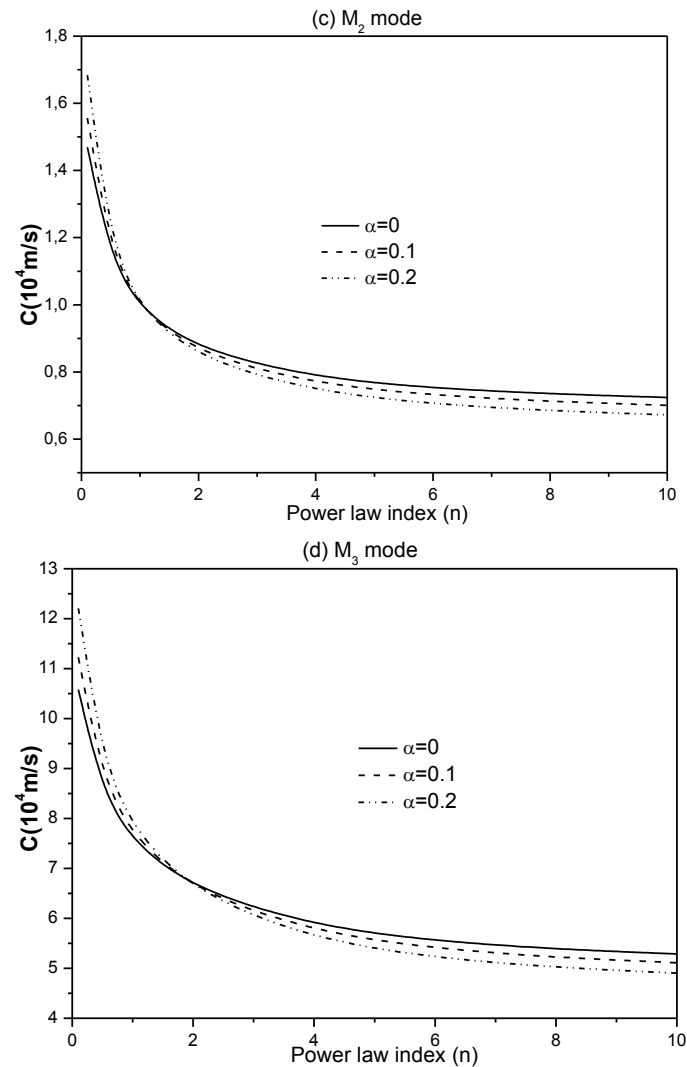 (c) M₂ mode
1,8
1,6
1,4
1,2
1,0
0,8
0,6
C(10⁴m/s)
α=0
α=0.1
α=0.2
0 2 4 6 8 10
Power law index (n)
(d) M₃ mode
13
12
11
10
9
8
7
6
5
4
C(10⁴m/s)
α=0
α=0.1
α=0.2
0 2 4 6 8 10
Power law index (n)